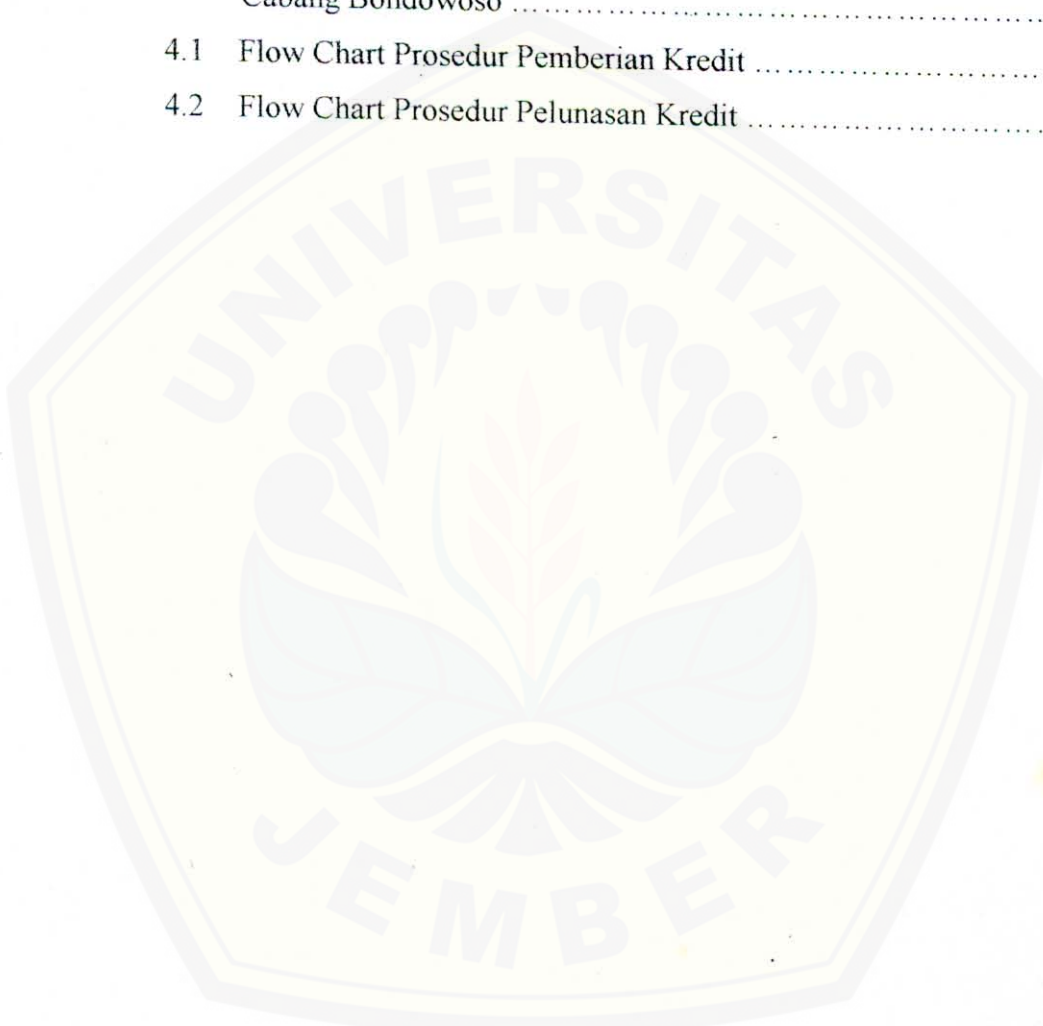 Cabang Bondowoso ........................................................
4.1 Flow Chart Prosedur Pemberian Kredit ....................................
4.2 Flow Chart Prosedur Pelunasan Kredit ....................................
UNIVERSITAS
JEMBER